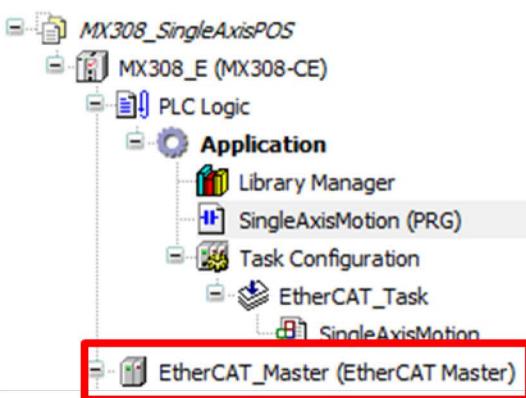 MX308_SingleAxisPOS
MX308_E (MX308-CE)
PLC Logic
Application
Library Manager
SingleAxisMotion (PRG)
Task Configuration
EtherCAT_Task
SingleAxisMotion
EtherCAT_Master (EtherCAT Master)